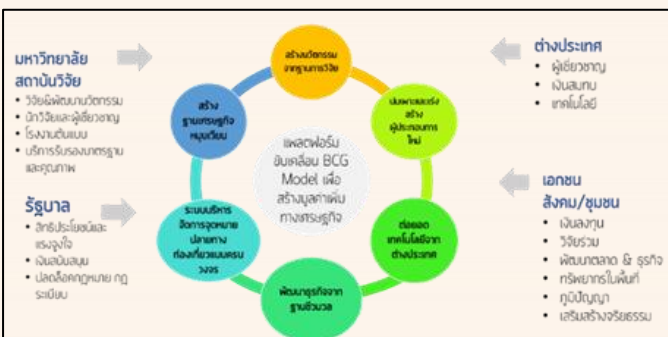 มหาวิทยาลัย
สถาบันวิจัย
• วิจัยพัฒนานวัตกรรม
• นักวิจัยและผู้เชี่ยวชาญ
• โรงงานต้นแบบ
• บริการรับรองมาตรฐาน
และคุณภาพ
รัฐบาล
• สิทธิประโยชน์และ
แรงจูงใจ
• เงินสนับสนุน
• ปลดล็อคกฎหมาย กฎ
ระเบียบ
สร้างนวัตกรรม
จากฐานการวิจัย
บ่มเพาะและเร่ง
สร้าง
ผู้ประกอบการ
ใหม่
ต่อยอด
เทคโนโลยีจาก
ต่างประเทศ
พัฒนาธุรกิจจาก
ฐานชีวมวล
ระบบบริหาร
จัดการจุดหมาย
ปลายทาง
ท่องเที่ยวแบบครบ
วงจร
สร้าง
ฐานเศรษฐกิจ
หมุนเวียน
แพลตฟอร์ม
ขับเคลื่อน BCG
Model เพื่อ
สร้างมูลค่าเพิ่ม
ทางเศรษฐกิจ
ต่างประเทศ
• ผู้เชี่ยวชาญ
• เงินสมทบ
• เทคโนโลยี
เอกชน
สังคม/ชุมชน
• เงินลงทุน
• วิจัยร่วม
• พัฒนาตลาด & ธุรกิจ
• ทรัพยากรในพื้นที่
• ภูมิปัญญา
• เสริมสร้างจริยธรรม